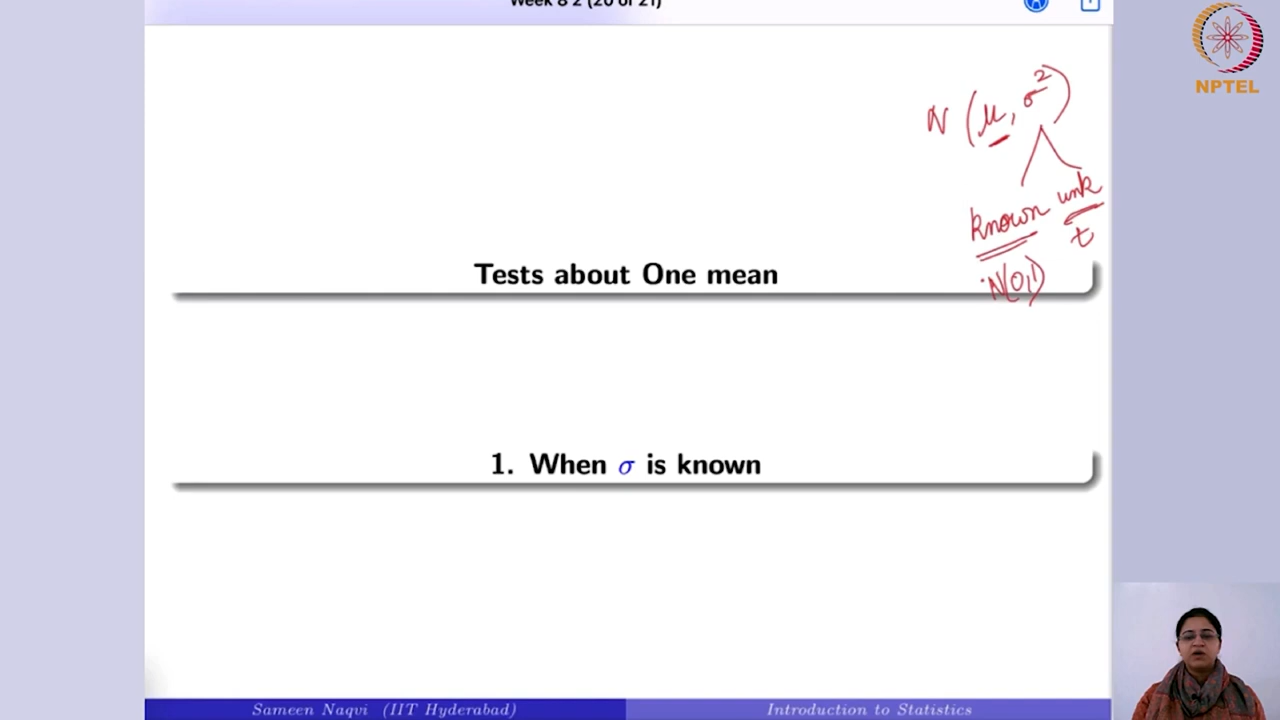 Week 8 2 (20 of 21)
NPTEL
N (μ, σ²)
known unk
t
N(0,1)
Tests about One mean
1. When σ is known
Sameen Naqvi (IIT Hyderabad) Introduction to Statistics